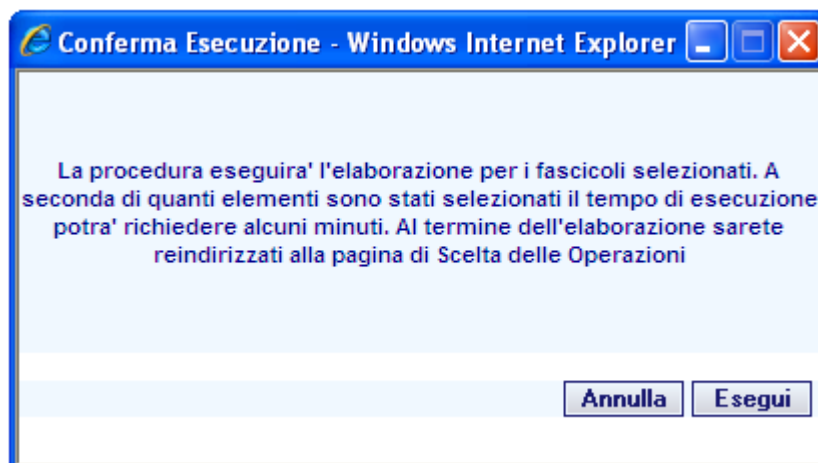 Conferma Esecuzione - Windows Internet Explorer
La procedura eseguira' l'elaborazione per i fascicoli selezionati. A
seconda di quanti elementi sono stati selezionati il tempo di esecuzione
potra' richiedere alcuni minuti. Al termine dell'elaborazione sarete
reindirizzati alla pagina di Scelta delle Operazioni
Annulla Esegui